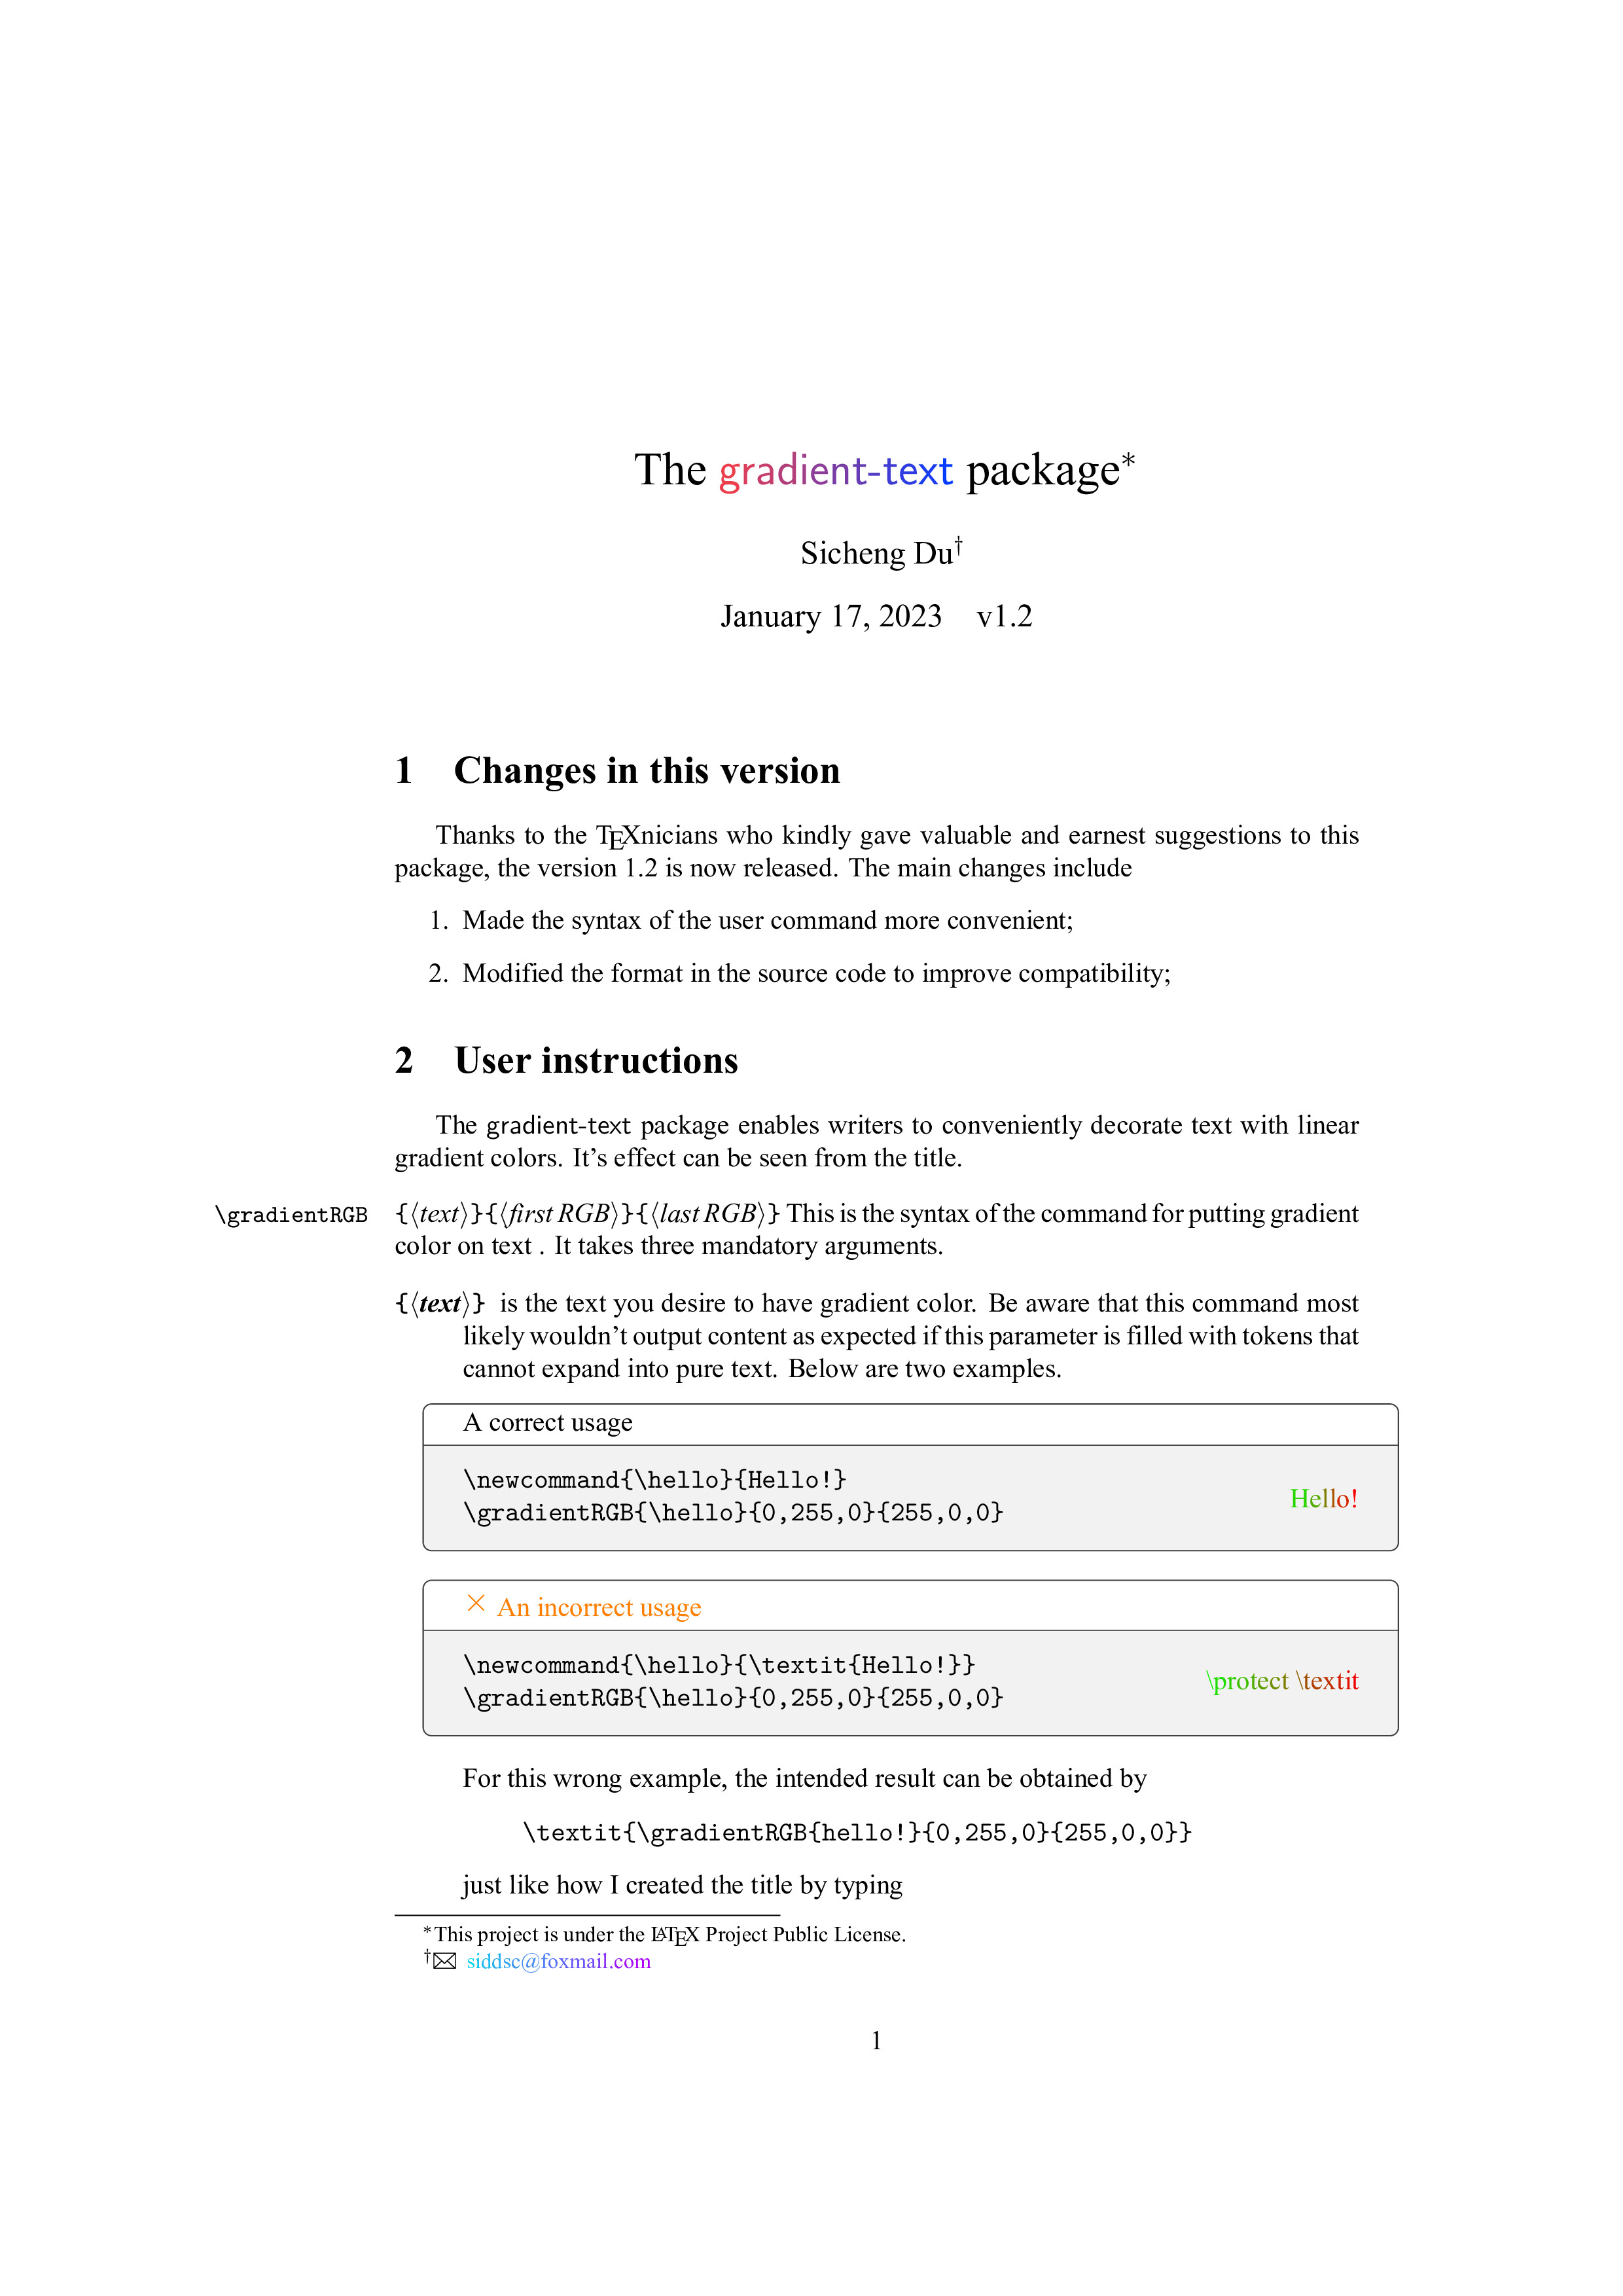 The gradient-text package*
Sicheng Du†
January 17, 2023 v1.2
1 Changes in this version
Thanks to the TEXnicians who kindly gave valuable and earnest suggestions to this
package, the version 1.2 is now released. The main changes include
1. Made the syntax of the user command more convenient;
2. Modified the format in the source code to improve compatibility;
2 User instructions
The gradient-text package enables writers to conveniently decorate text with linear
gradient colors. It's effect can be seen from the title.
\gradientRGB {⟨text⟩}{⟨first RGB⟩}{⟨last RGB⟩} This is the syntax of the command for putting gradient
color on text . It takes three mandatory arguments.
{⟨text⟩} is the text you desire to have gradient color. Be aware that this command most
likely wouldn't output content as expected if this parameter is filled with tokens that
cannot expand into pure text. Below are two examples.
A correct usage
\newcommand{\hello}{Hello!}
\gradientRGB{\hello}{0,255,0}{255,0,0}
Hello!
× An incorrect usage
\newcommand{\hello}{\textit{Hello!}}
\gradientRGB{\hello}{0,255,0}{255,0,0}
\protect \textit
For this wrong example, the intended result can be obtained by
\textit{\gradientRGB{hello!}{0,255,0}{255,0,0}}
just like how I created the title by typing
*This project is under the LATEX Project Public License.
†✉ siddsc@foxmail.com
1